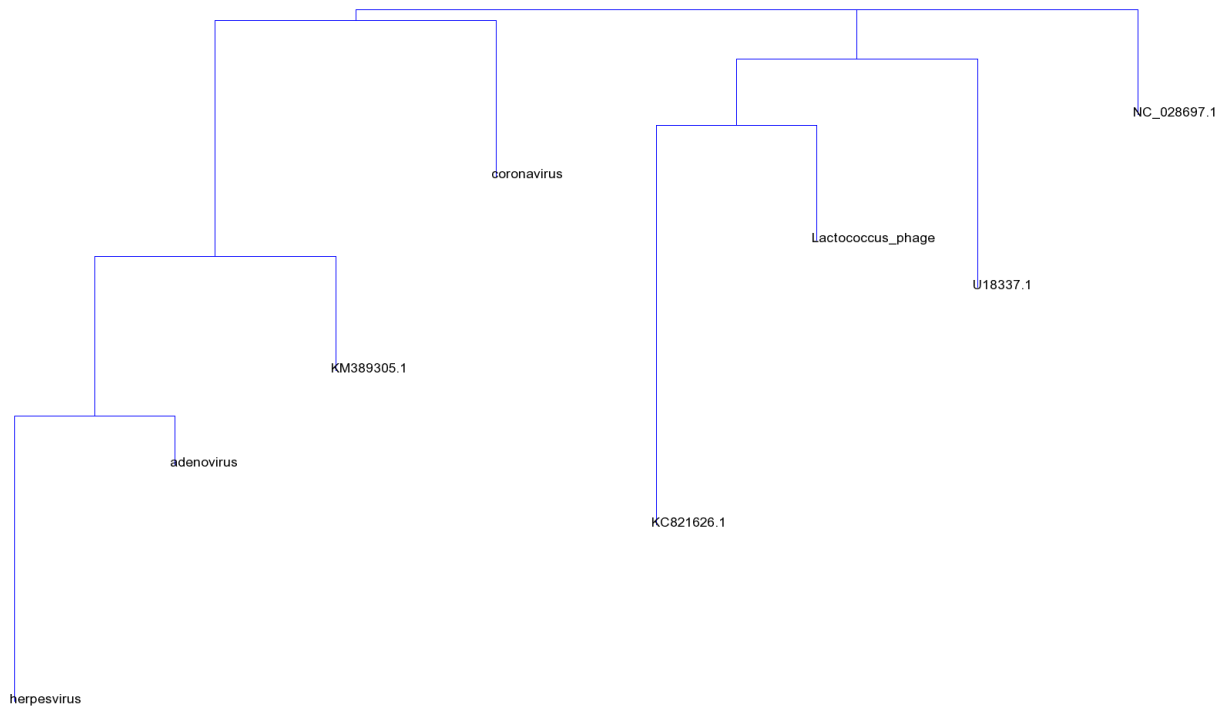 NC_028697.1
coronavirus
Lactococcus_phage
U18337.1
KM389305.1
adenovirus
KC821626.1
herpesvirus